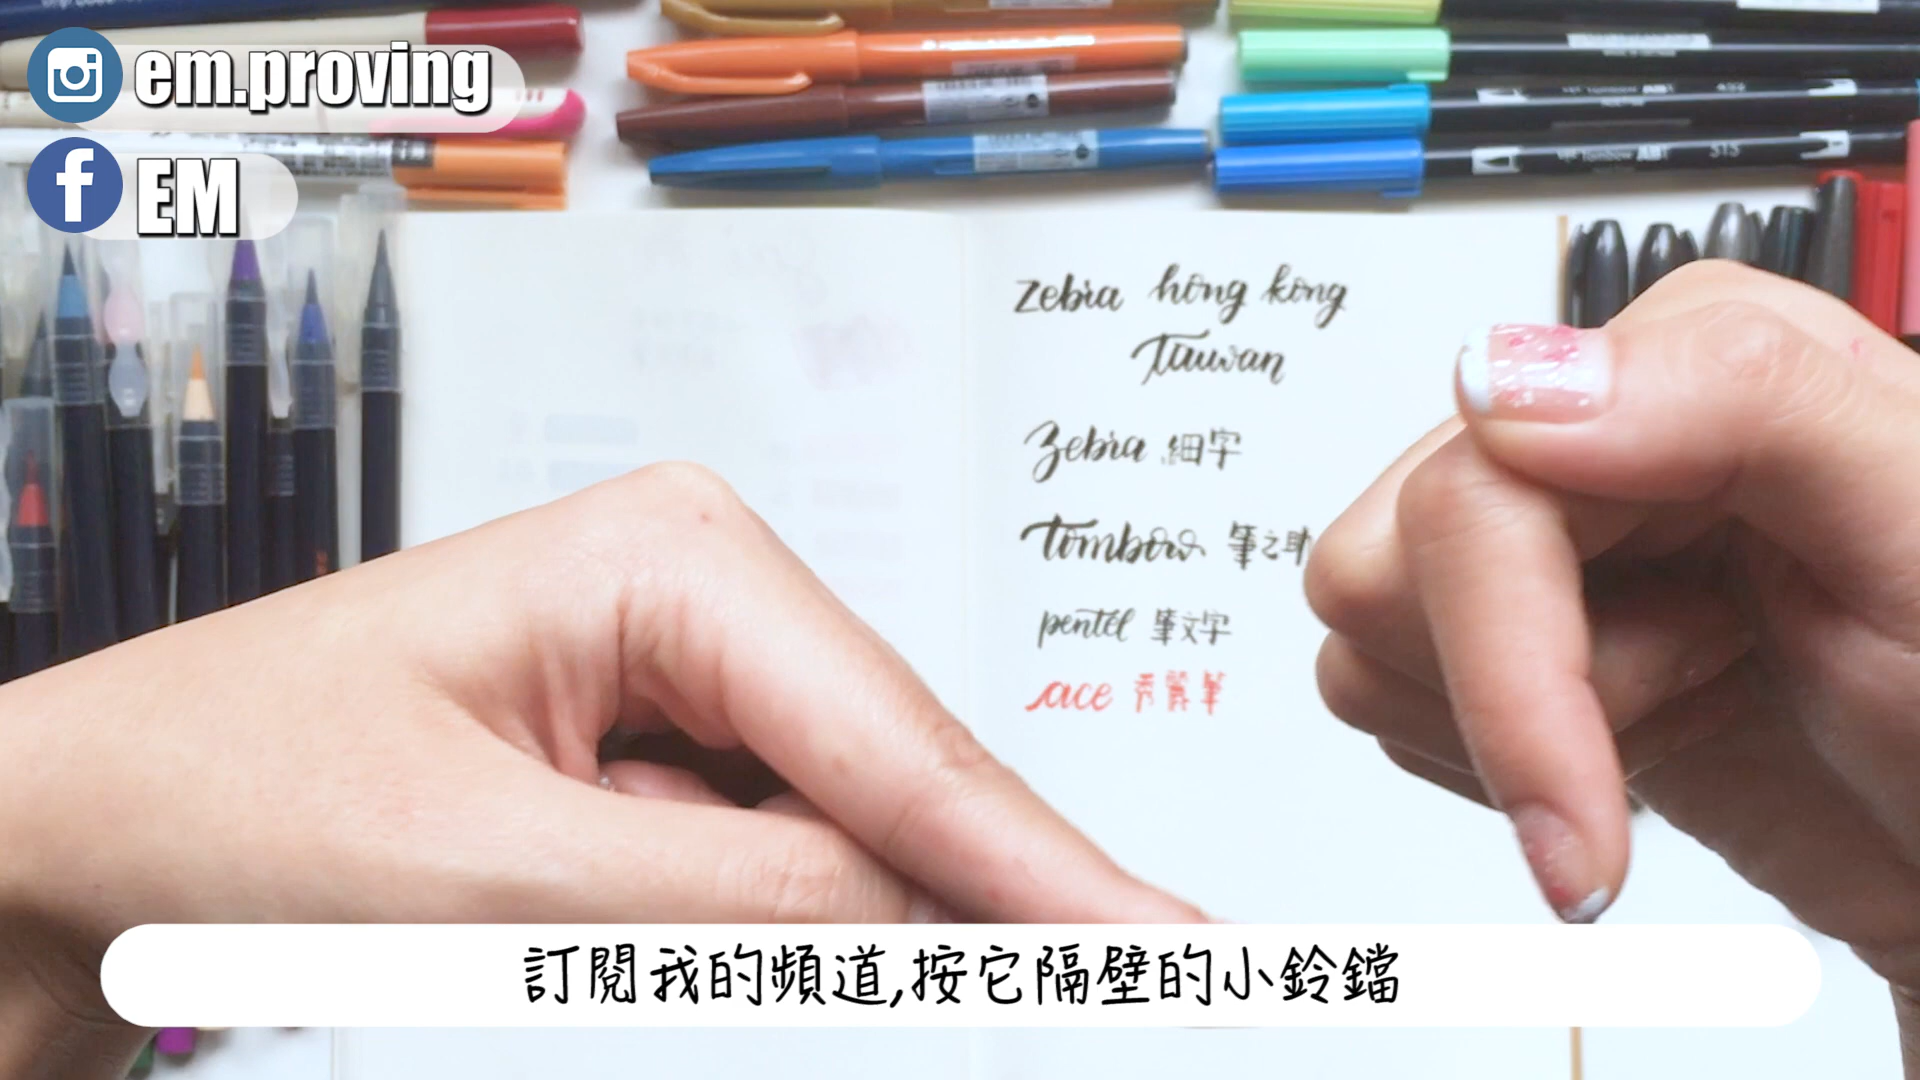 em.proving
EM
zebra hong kong
Taiwan
Zebra 細字
Tombow 筆之助
pentel 筆文字
ace 秀麗筆
訂閱我的頻道,按它隔壁的小鈴鐺